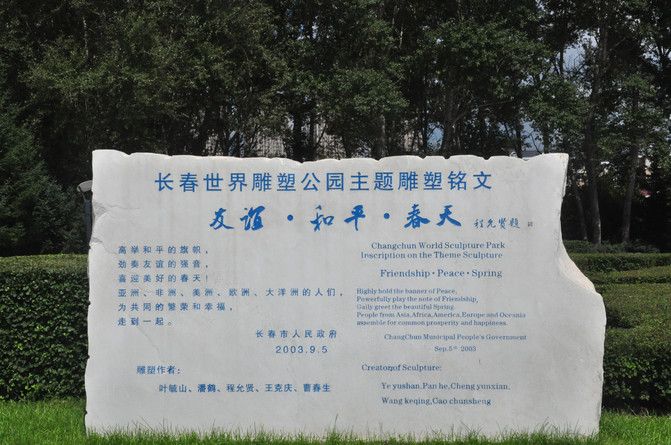 长春世界雕塑公园主题雕塑铭文
友谊·和平·春天 程允贤题
高举和平的旗帜，
劲奏友谊的强音，
喜迎美好的春天！
亚洲、非洲、美洲、欧洲、大洋洲的人们，
为共同的繁荣和幸福，
走到一起。
长春市人民政府
2003.9.5
雕塑作者：
叶毓山、潘鹤、程允贤、王克庆、曹春生
Changchun World Sculpture Park
Inscription on the Theme Sculpture
Friendship·Peace·Spring
Highly hold the banner of Peace,
Powerfully play the note of Friendship,
Gaily greet the beautiful Spring
People from Asia,Africa,America,Europe and Oceania
assemble for common prosperity and happiness.
ChangChun Municipal People's Government
Sep,5th 2003
Creatorof Sculpture:
Ye yushan.Pan he,Cheng yunxian.
Wang keqing,Cao chunsheng